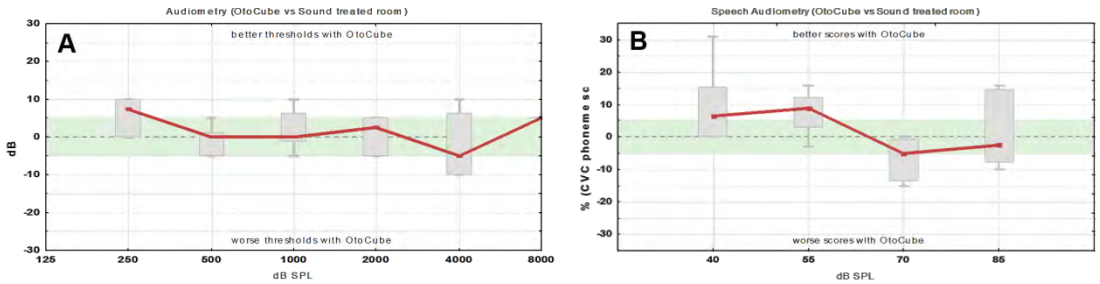 Audiometry (OtoCube vs Sound treated room)
A
better thresholds with OtoCube
30
20
10
0
-10
-20
-30
dB
worse thresholds with OtoCube
125 250 500 1000 2000 4000 8000
dB SPL
Speech Audiometry (OtoCube vs Sound treated room)
B
better scores with OtoCube
30
20
10
0
-10
-20
-30
% (CVC phoneme sc
worse scores with OtoCube
40 55 70 85
dB SPL